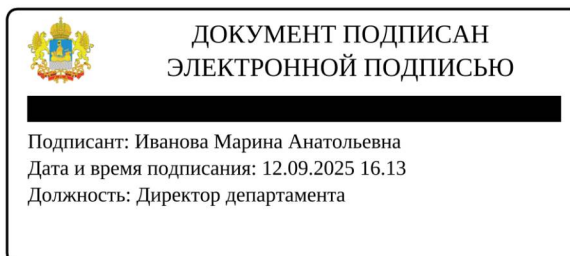 ДОКУМЕНТ ПОДПИСАН
ЭЛЕКТРОННОЙ ПОДПИСЬЮ
Подписант: Иванова Марина Анатольевна
Дата и время подписания: 12.09.2025 16.13
Должность: Директор департамента